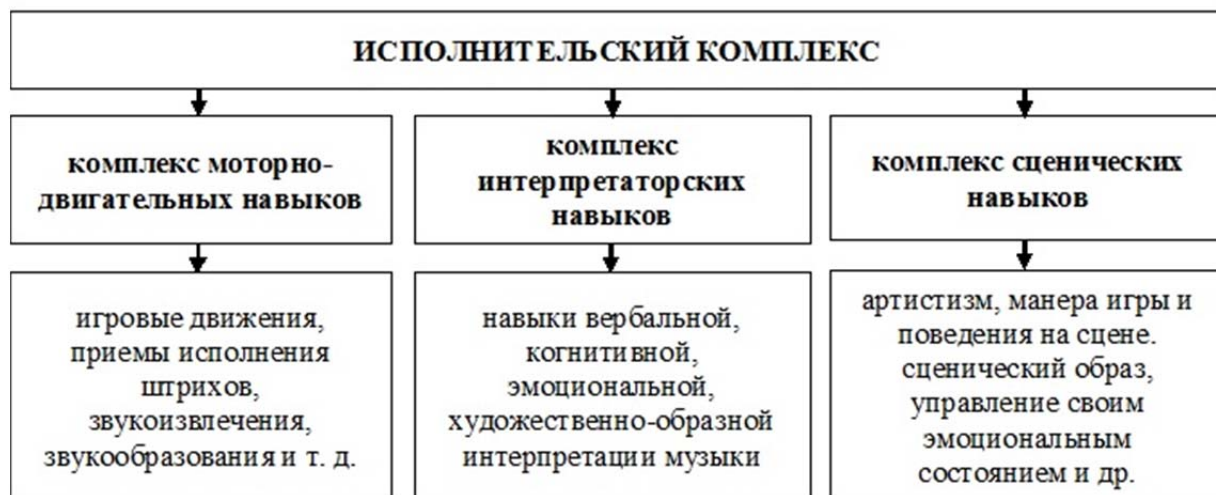 ИСПОЛНИТЕЛЬСКИЙ КОМПЛЕКС
комплекс моторно-
двигательных навыков
комплекс
интерпретаторских
навыков
комплекс сценических
навыков
игровые движения,
приемы исполнения
штрихов,
звукоизвлечения,
звукообразования и т. д.
навыки вербальной,
когнитивной,
эмоциональной,
художественно-образной
интерпретации музыки
артистизм, манера игры и
поведения на сцене.
сценический образ,
управление своим
эмоциональным
состоянием и др.